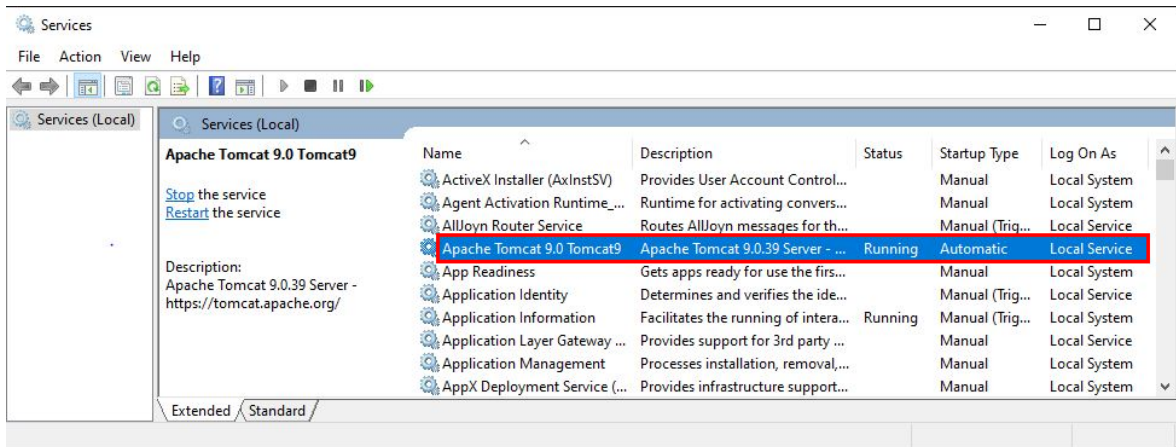 Services
File Action View Help
Services (Local)
Services (Local)
Apache Tomcat 9.0 Tomcat9
Stop the service
Restart the service
Description:
Apache Tomcat 9.0.39 Server -
https://tomcat.apache.org/
Name Description Status Startup Type Log On As
ActiveX Installer (AxInstSV) Provides User Account Control... Manual Local System
Agent Activation Runtime_... Runtime for activating convers... Manual Local System
AllJoyn Router Service Routes AllJoyn messages for th... Manual (Trig... Local Service
Apache Tomcat 9.0 Tomcat9 Apache Tomcat 9.0.39 Server - ... Running Automatic Local Service
App Readiness Gets apps ready for use the firs... Manual Local System
Application Identity Determines and verifies the ide... Manual (Trig... Local Service
Application Information Facilitates the running of intera... Running Manual (Trig... Local System
Application Layer Gateway ... Provides support for 3rd party ... Manual Local Service
Application Management Processes installation, removal,... Manual Local System
AppX Deployment Service (... Provides infrastructure support... Manual Local System
Extended Standard